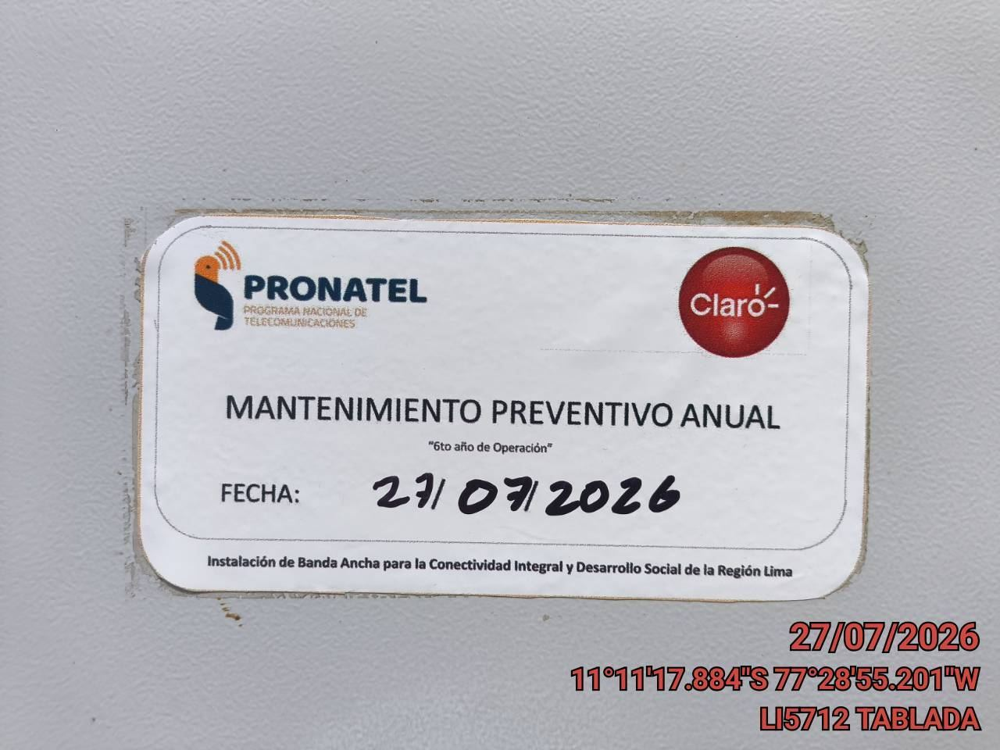 PRONATEL
PROGRAMA NACIONAL DE
TELECOMUNICACIONES
Claro
MANTENIMIENTO PREVENTIVO ANUAL
"6to año de Operación"
FECHA: 27/07/2026
Instalación de Banda Ancha para la Conectividad Integral y Desarrollo Social de la Región Lima
27/07/2026
11°11'17.884"S 77°28'55.201"W
LI5712 TABLADA